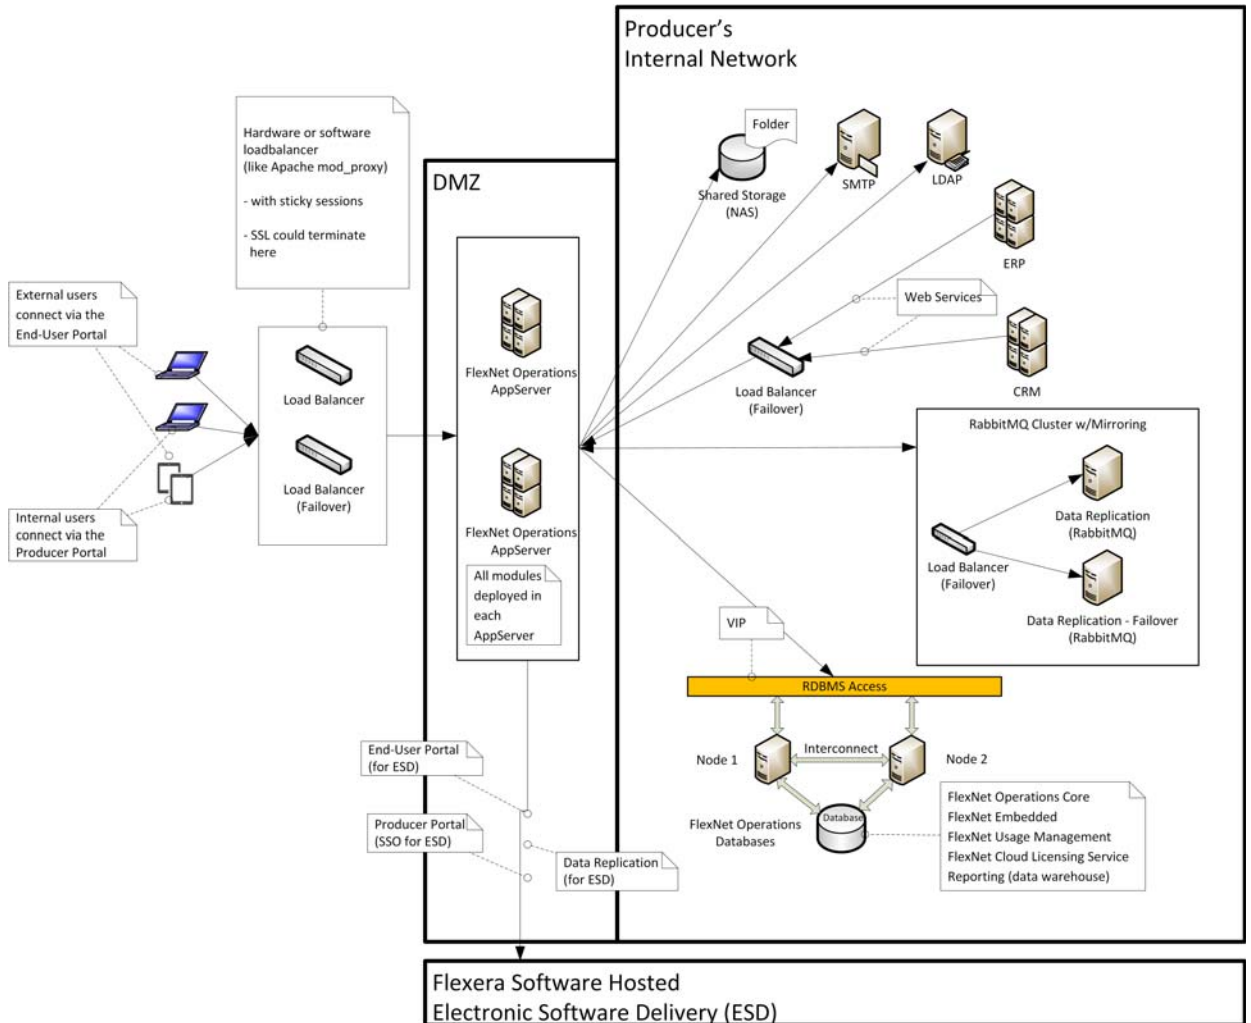 Producer’s
Internal Network
Hardware or software
loadbalancer
(like Apache mod_proxy)
- with sticky sessions
- SSL could terminate
here
DMZ
Folder
Shared Storage
(NAS)
SMTP
LDAP
ERP
Web Services
CRM
Load Balancer
(Failover)
External users
connect via the
End-User Portal
Internal users
connect via the
Producer Portal
Load Balancer
Load Balancer
(Failover)
FlexNet Operations
AppServer
FlexNet Operations
AppServer
All modules
deployed in
each
AppServer
RabbitMQ Cluster w/Mirroring
Data Replication
(RabbitMQ)
Load Balancer
(Failover)
Data Replication - Failover
(RabbitMQ)
VIP
RDBMS Access
Node 1
Interconnect
Node 2
Database
FlexNet Operations
Databases
FlexNet Operations Core
FlexNet Embedded
FlexNet Usage Management
FlexNet Cloud Licensing Service
Reporting (data warehouse)
End-User Portal
(for ESD)
Producer Portal
(SSO for ESD)
Data Replication
(for ESD)
Flexera Software Hosted
Electronic Software Delivery (ESD)